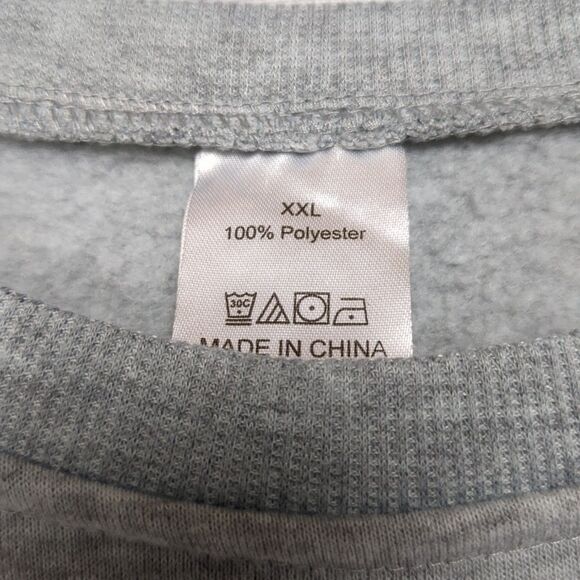 XXL
100% Polyester
30C
MADE IN CHINA